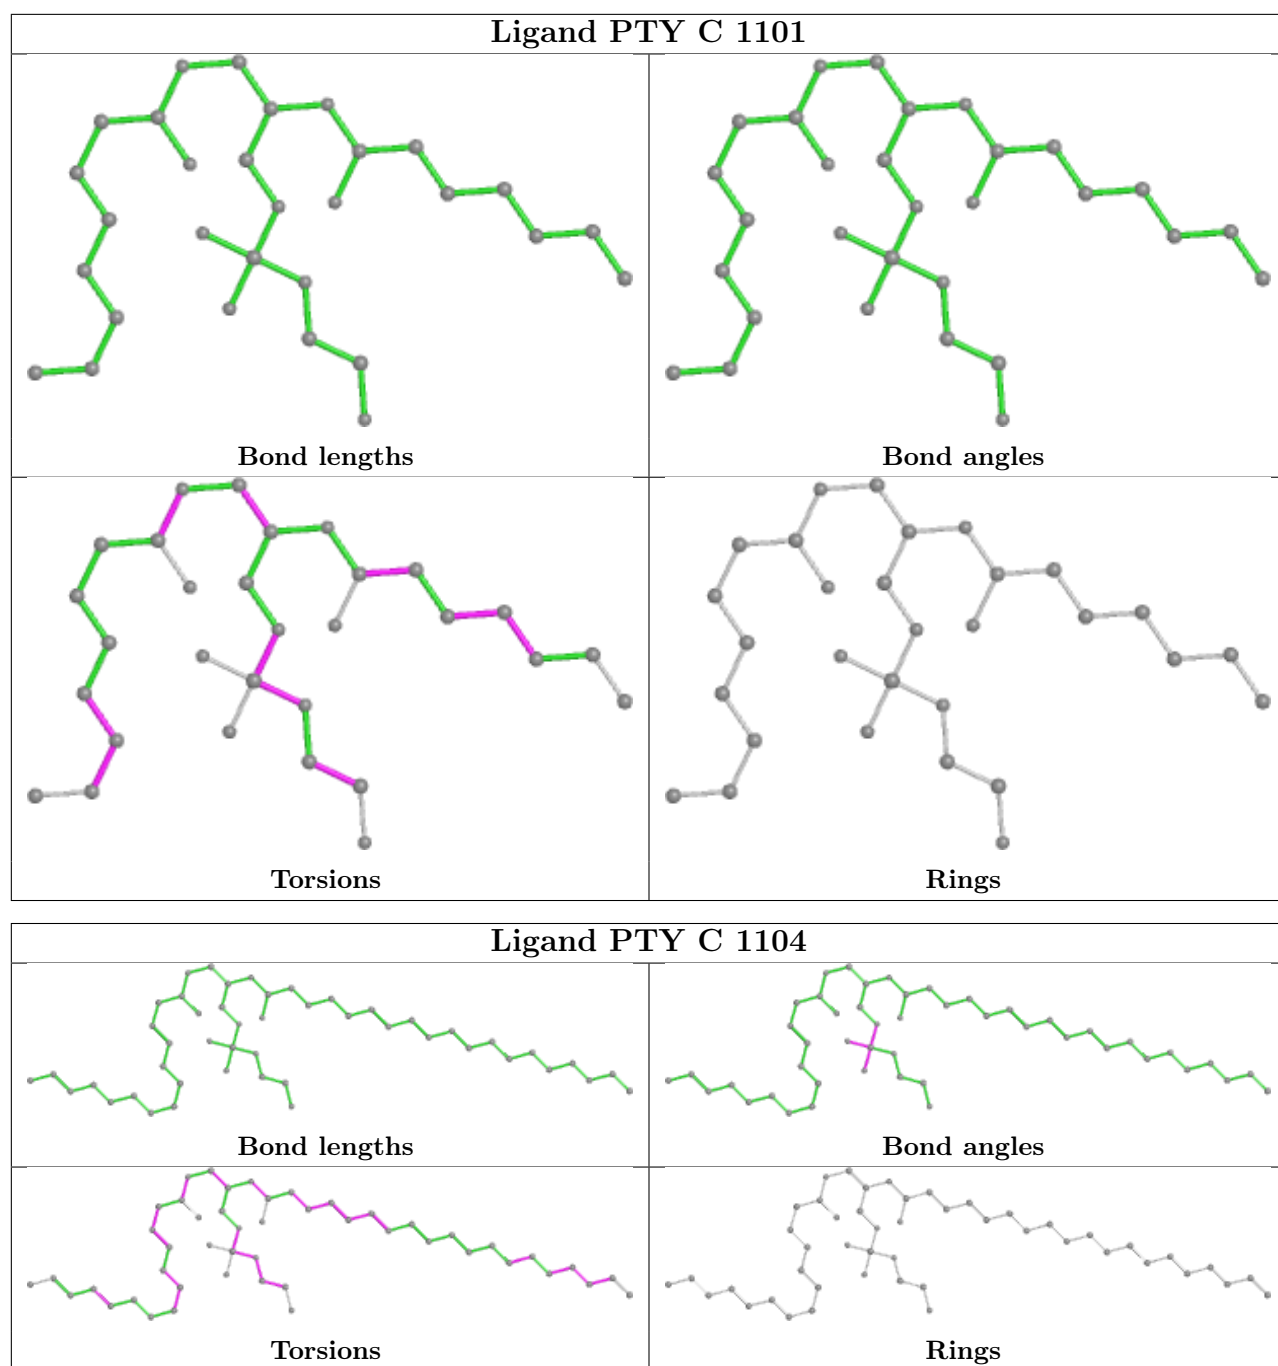 Ligand PTY C 1101
Bond lengths
Bond angles
Torsions
Rings
Ligand PTY C 1104
Bond lengths
Bond angles
Torsions
Rings